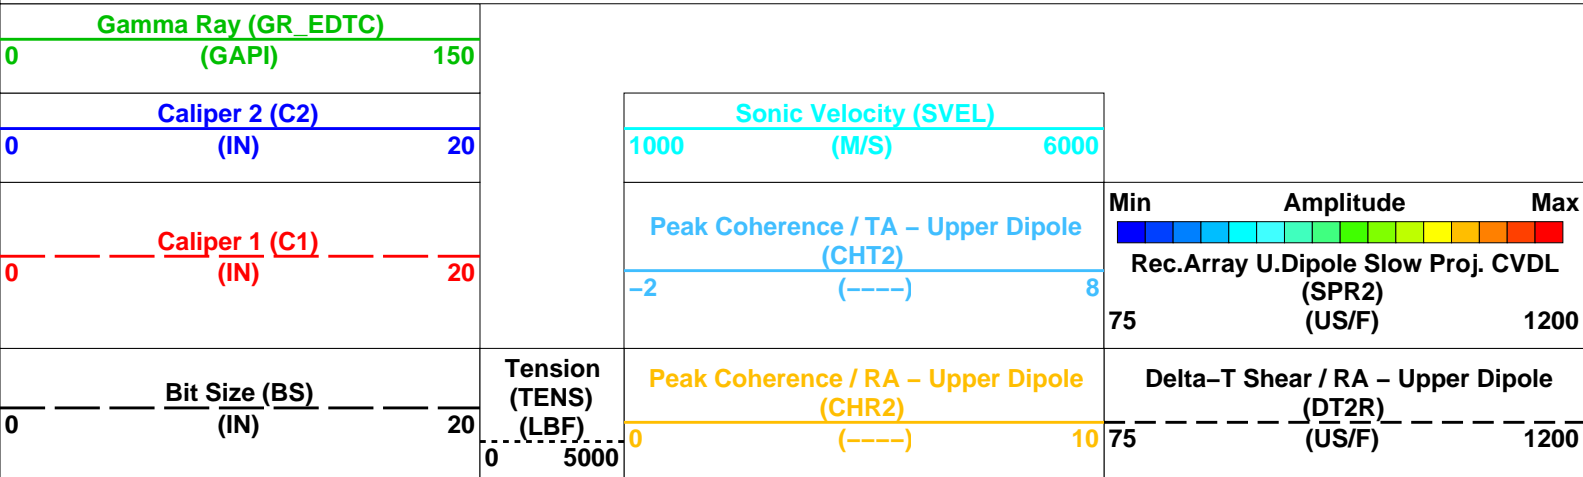 Gamma Ray (GR_EDTC)
0 (GAPI) 150
Caliper 2 (C2)
0 (IN) 20
Caliper 1 (C1)
0 (IN) 20
Bit Size (BS)
0 (IN) 20
Tension
(TENS)
(LBF)
0 5000
Sonic Velocity (SVEL)
1000 (M/S) 6000
Peak Coherence / TA − Upper Dipole
(CHT2)
−2 (−−−−) 8
Peak Coherence / RA − Upper Dipole
(CHR2)
0 (−−−−) 10
Min Amplitude Max
Rec.Array U.Dipole Slow Proj. CVDL
(SPR2)
75 (US/F) 1200
Delta−T Shear / RA − Upper Dipole
(DT2R)
75 (US/F) 1200